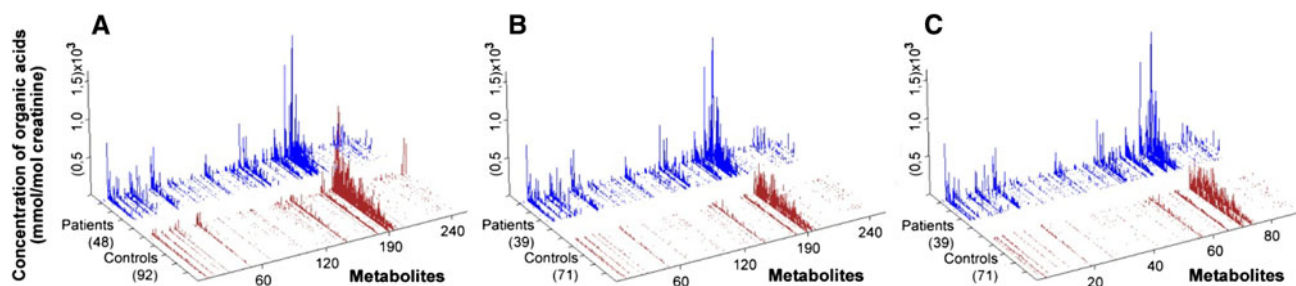 A
B
C
Concentration of organic acids
(mmol/mol creatinine)
0.5 1.0 1.5)x10³
Patients
(48)
Controls
(92)
60 120 190 240
Metabolites
0.5 1.0 1.5)x10³
Patients
(39)
Controls
(71)
60 120 190 240
Metabolites
0.5 1.0 1.5)x10³
Patients
(39)
Controls
(71)
20 40 60 80
Metabolites